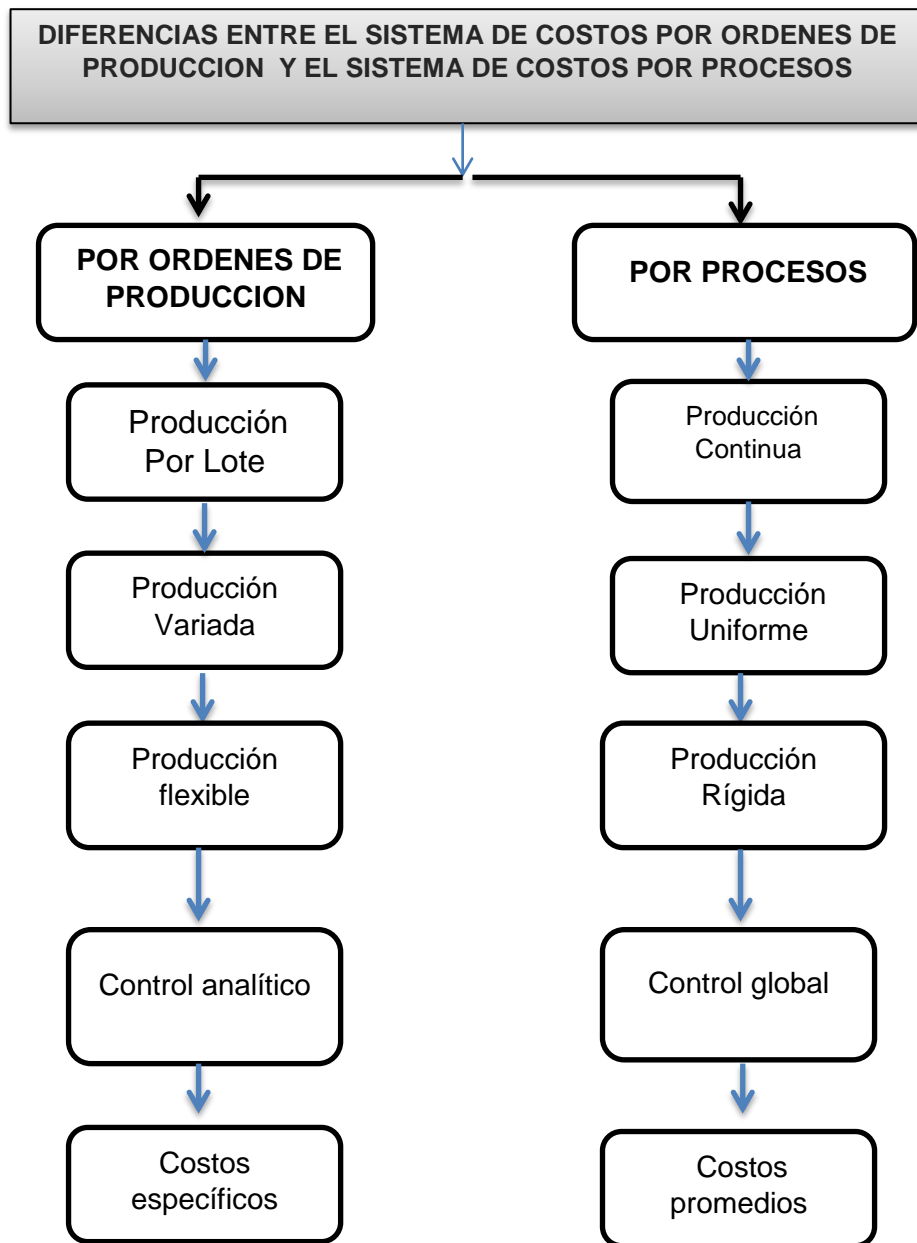 DIFERENCIAS ENTRE EL SISTEMA DE COSTOS POR ORDENES DE
PRODUCCION Y EL SISTEMA DE COSTOS POR PROCESOS
POR ORDENES DE
PRODUCCION
Producción
Por Lote
Producción
Variada
Producción
flexible
Control analítico
Costos
específicos
POR PROCESOS
Producción
Continua
Producción
Uniforme
Producción
Rígida
Control global
Costos
promedios